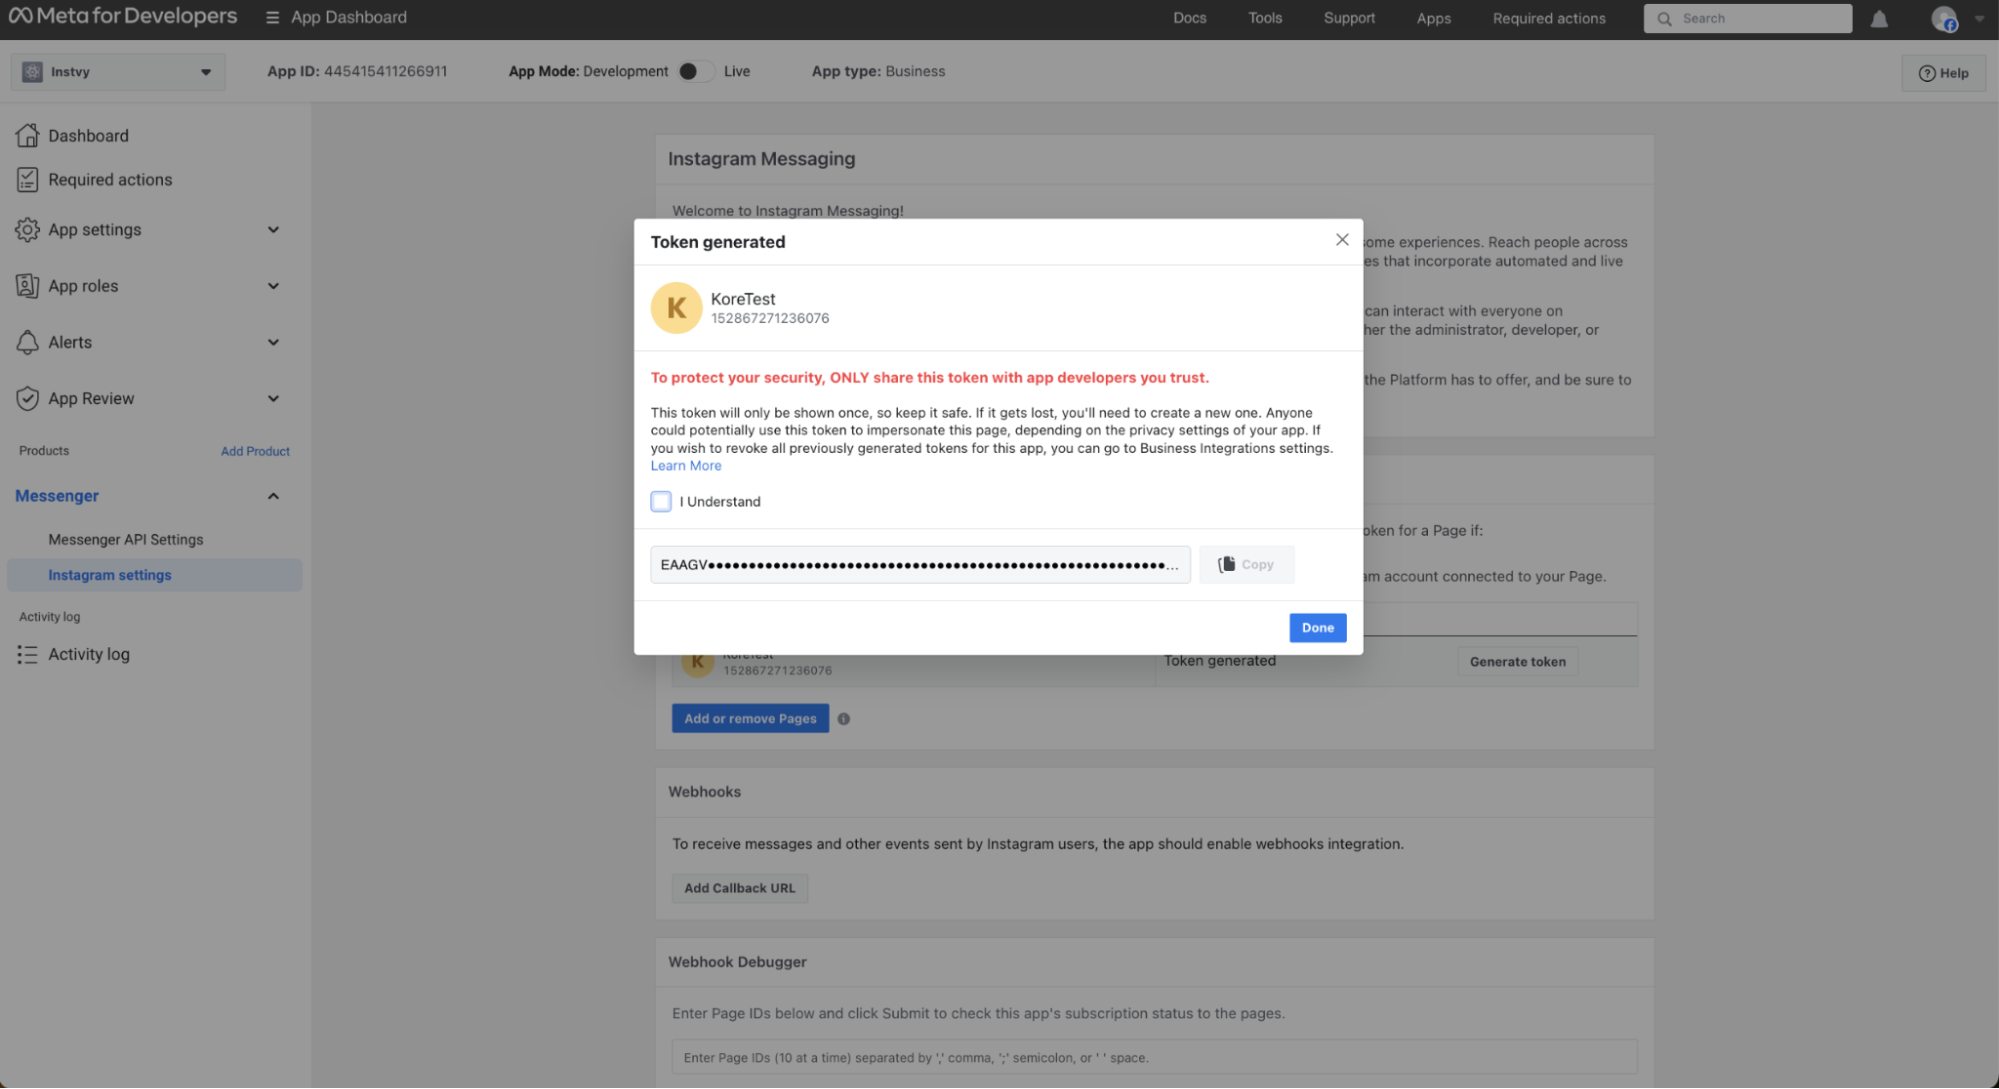 Meta for Developers
App Dashboard
Docs
Tools
Support
Apps
Required actions
Search
Instvy
App ID: 445415411266911
App Mode: Development
Live
App type: Business
Help
Dashboard
Required actions
App settings
App roles
Alerts
App Review
Products
Add Product
Messenger
Messenger API Settings
Instagram settings
Activity log
Activity log
Instagram Messaging
Welcome to Instagram Messaging!
some experiences. Reach people across
es that incorporate automated and live
can interact with everyone on
her the administrator, developer, or
the Platform has to offer, and be sure to
Token generated
KoreTest
152867271236076
To protect your security, ONLY share this token with app developers you trust.
This token will only be shown once, so keep it safe. If it gets lost, you'll need to create a new one. Anyone
could potentially use this token to impersonate this page, depending on the privacy settings of your app. If
you wish to revoke all previously generated tokens for this app, you can go to Business Integrations settings.
Learn More
I Understand
EAAGV••••••••••••••••••••••••••••••••••••••••••••••••••••••••...
Copy
Done
oken for a Page if:
am account connected to your Page.
K
KoreTest
152867271236076
Token generated
Generate token
Add or remove Pages
Webhooks
To receive messages and other events sent by Instagram users, the app should enable webhooks integration.
Add Callback URL
Webhook Debugger
Enter Page IDs below and click Submit to check this app's subscription status to the pages.
Enter Page IDs (10 at a time) separated by ',' comma, ';' semicolon, or ' ' space.